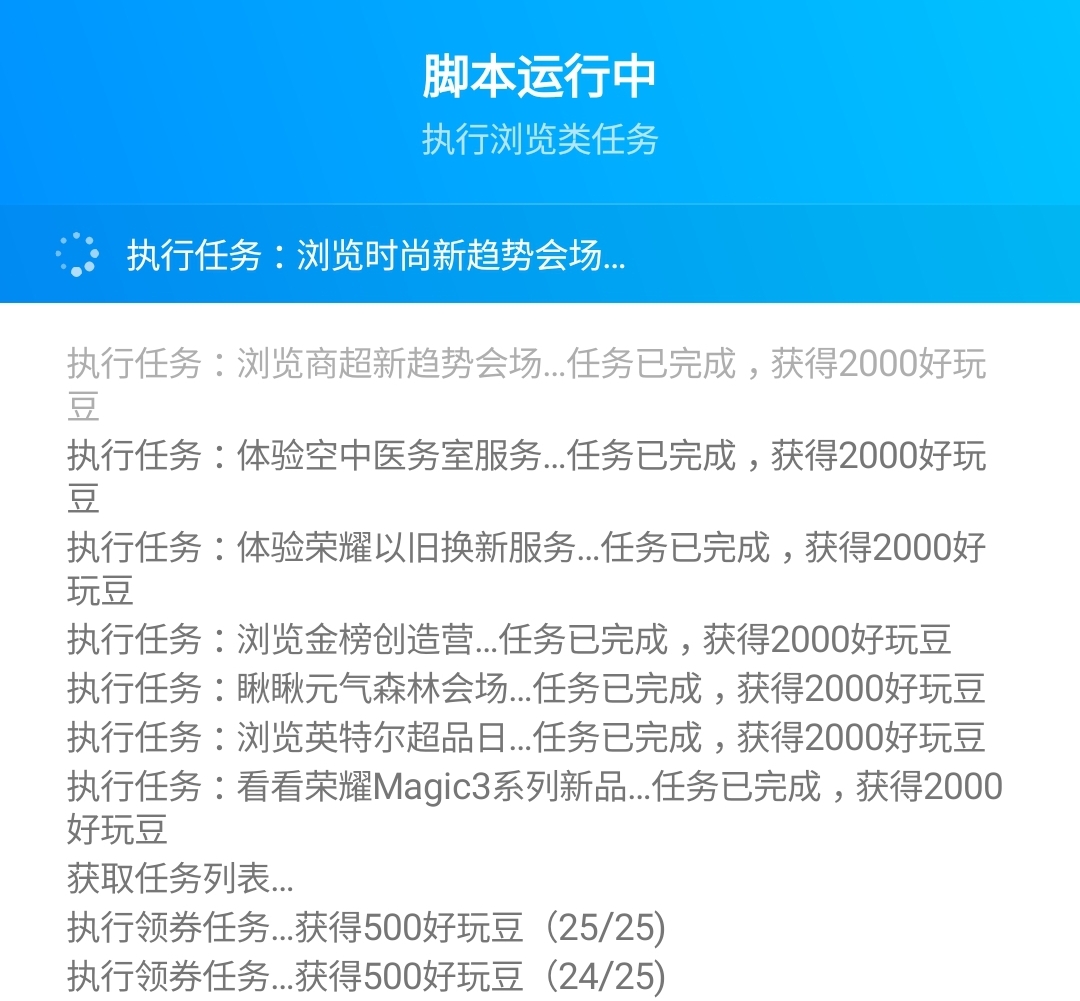 脚本运行中
执行浏览类任务
执行任务：浏览时尚新趋势会场...
执行任务：浏览商超新趋势会场...任务已完成，获得2000好玩
豆
执行任务：体验空中医务室服务...任务已完成，获得2000好玩
豆
执行任务：体验荣耀以旧换新服务...任务已完成，获得2000好
玩豆
执行任务：浏览金榜创造营...任务已完成，获得2000好玩豆
执行任务：瞅瞅元气森林会场...任务已完成，获得2000好玩豆
执行任务：浏览英特尔超品日...任务已完成，获得2000好玩豆
执行任务：看看荣耀Magic3系列新品...任务已完成，获得2000
好玩豆
获取任务列表...
执行领券任务...获得500好玩豆（25/25)
执行领券任务...获得500好玩豆（24/25)